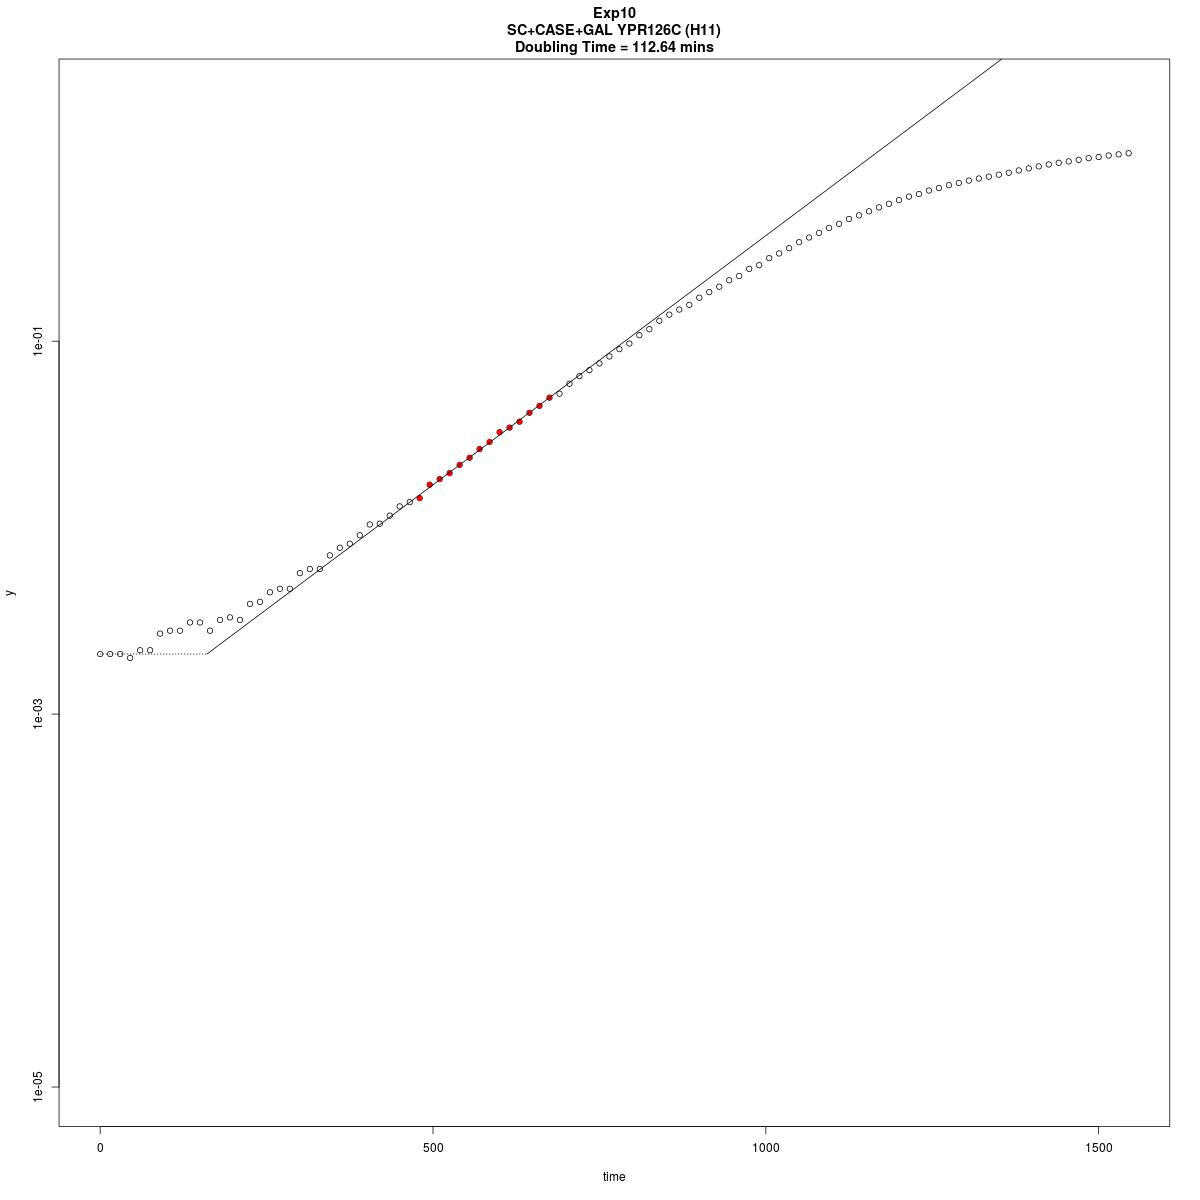 Exp10
SC+CASE+GAL YPR126C (H11)
Doubling Time = 112.64 mins
1e-01
y
1e-03
1e-05
0
500
1000
1500
time